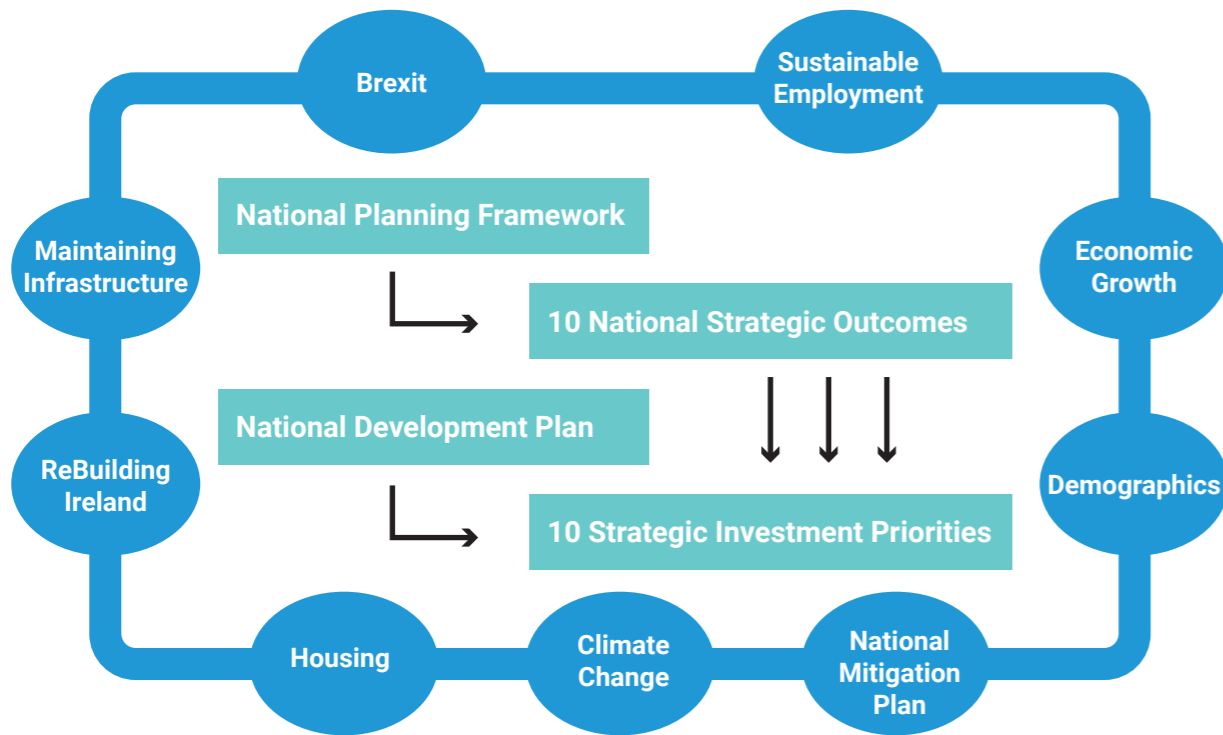 Brexit
Sustainable
Employment
National Planning Framework
Maintaining
Infrastructure
Economic
Growth
10 National Strategic Outcomes
National Development Plan
ReBuilding
Ireland
Demographics
10 Strategic Investment Priorities
Housing
Climate
Change
National
Mitigation
Plan